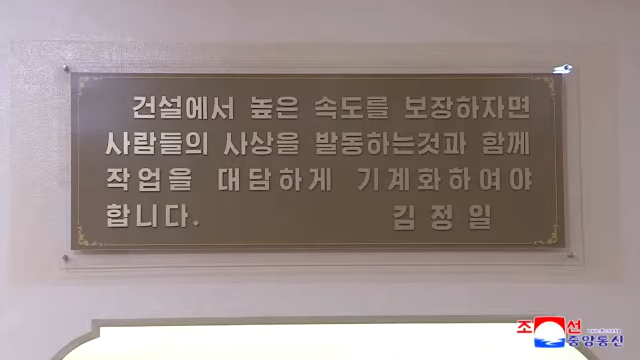 건설에서 높은 속도를 보장하자면
사람들의 사상을 발동하는것과 함께
작업을 대담하게 기계화하여야
합니다. 김정일
조선
중앙통신